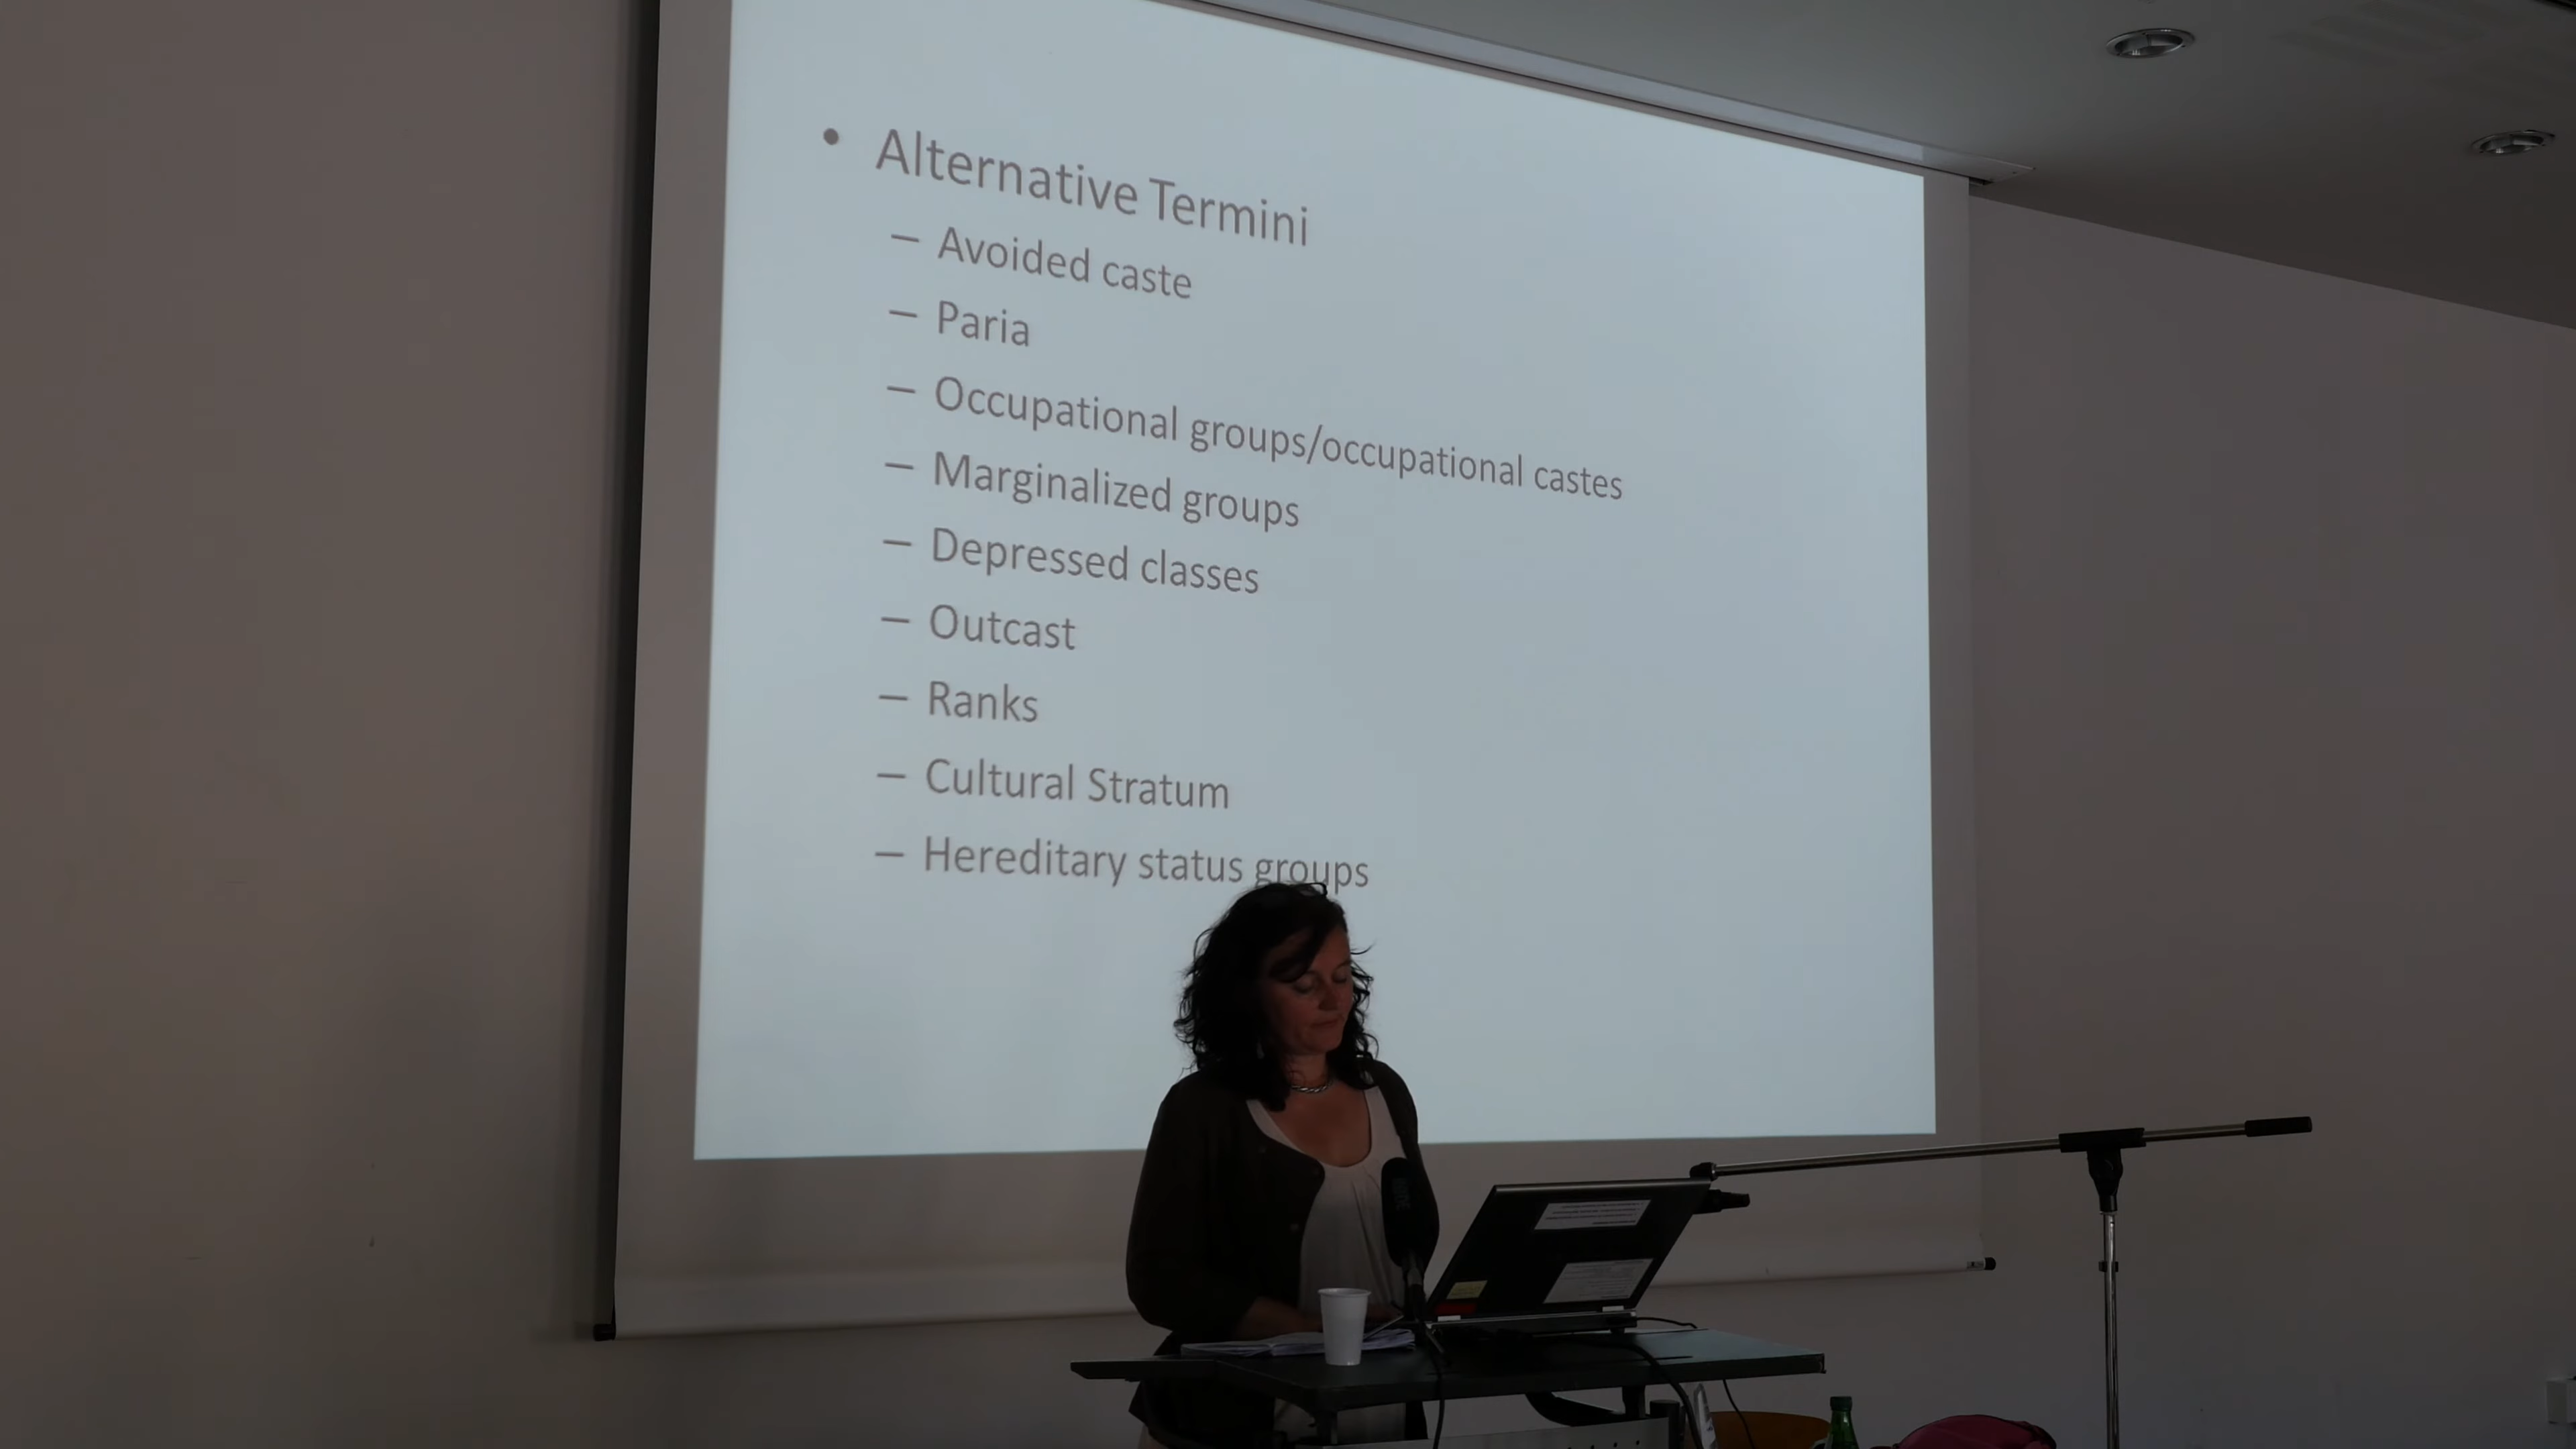 • Alternative Termini
– Avoided caste
– Paria
– Occupational groups/occupational castes
– Marginalized groups
– Depressed classes
– Outcast
– Ranks
– Cultural Stratum
– Hereditary status groups